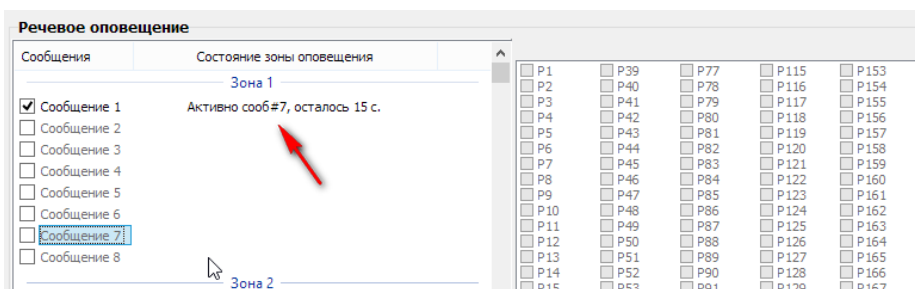 Речевое оповещение
Сообщения Состояние зоны оповещения
Зона 1
Сообщение 1 Активно сооб#7, осталось 15 с.
Сообщение 2
Сообщение 3
Сообщение 4
Сообщение 5
Сообщение 6
Сообщение 7
Сообщение 8
Зона 2
P1 P39 P77 P115 P153
P2 P40 P78 P116 P154
P3 P41 P79 P117 P155
P4 P42 P80 P118 P156
P5 P43 P81 P119 P157
P6 P44 P82 P120 P158
P7 P45 P83 P121 P159
P8 P46 P84 P122 P160
P9 P47 P85 P123 P161
P10 P48 P86 P124 P162
P11 P49 P87 P125 P163
P12 P50 P88 P126 P164
P13 P51 P89 P127 P165
P14 P52 P90 P128 P166
P15 P53 P91 P129 P167